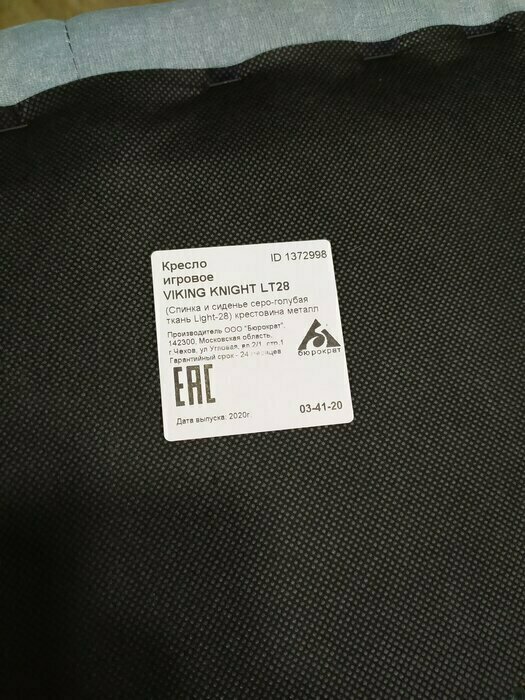 Кресло
ID 1372998
игровое
VIKING KNIGHT LT28
(Спинка и сиденье серо-голубая
ткань Light-28) крестовина металл
Производитель ООО "Бюрократ",
142300, Московская область,
г.Чехов, ул Угловая, вл 2/1, стр.1
Гарантийный срок - 24 месяцев
бюрократ
EAC
Дата выпуска: 2020г
03-41-20